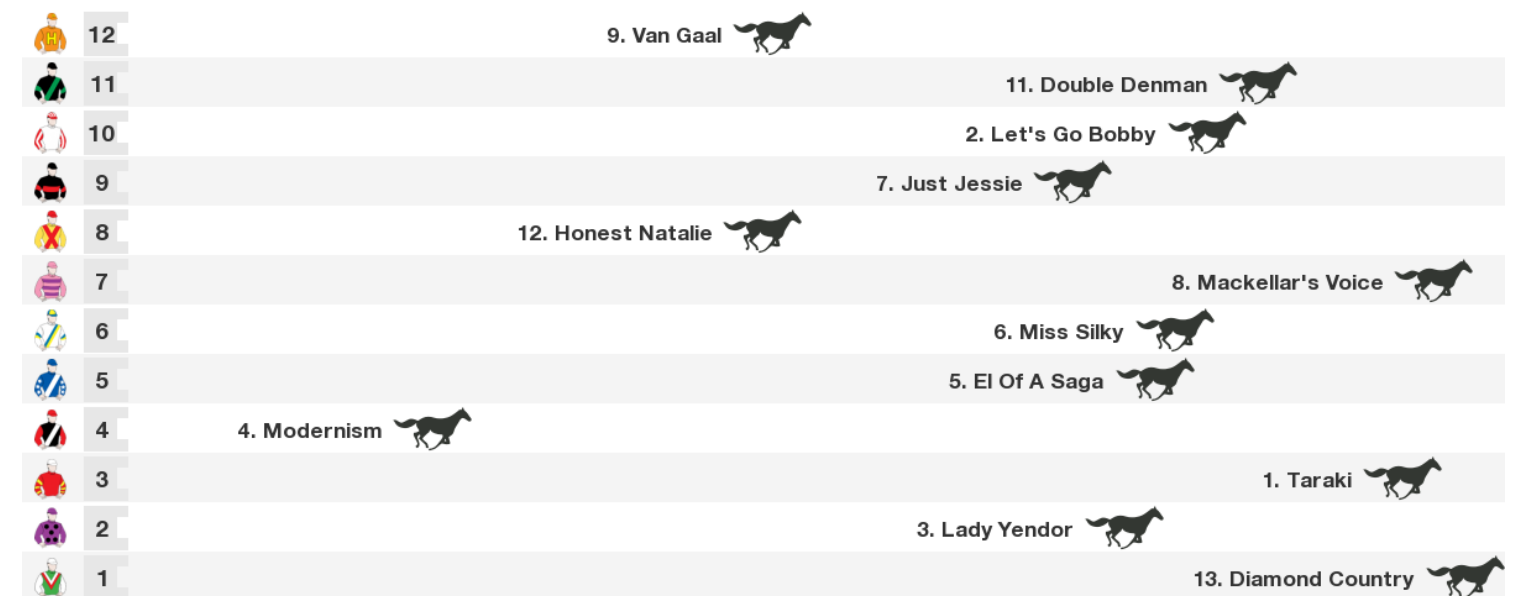 H
12 9. Van Gaal
11 11. Double Denman
10 2. Let's Go Bobby
9 7. Just Jessie
8 12. Honest Natalie
7 8. Mackellar's Voice
6 6. Miss Silky
5 5. El Of A Saga
4 4. Modernism
3 1. Taraki
2 3. Lady Yendor
1 13. Diamond Country